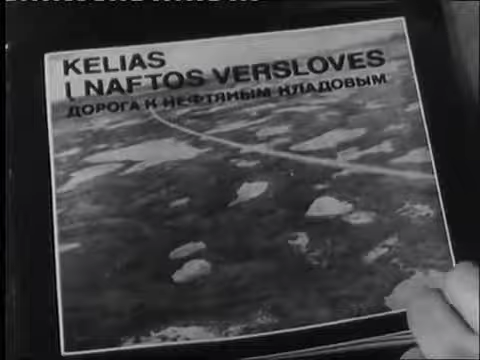 KELIAS
Į NAFTOS VERSLOVES
ДОРОГА К НЕФТЯНЫМ КЛАДОВЫМ